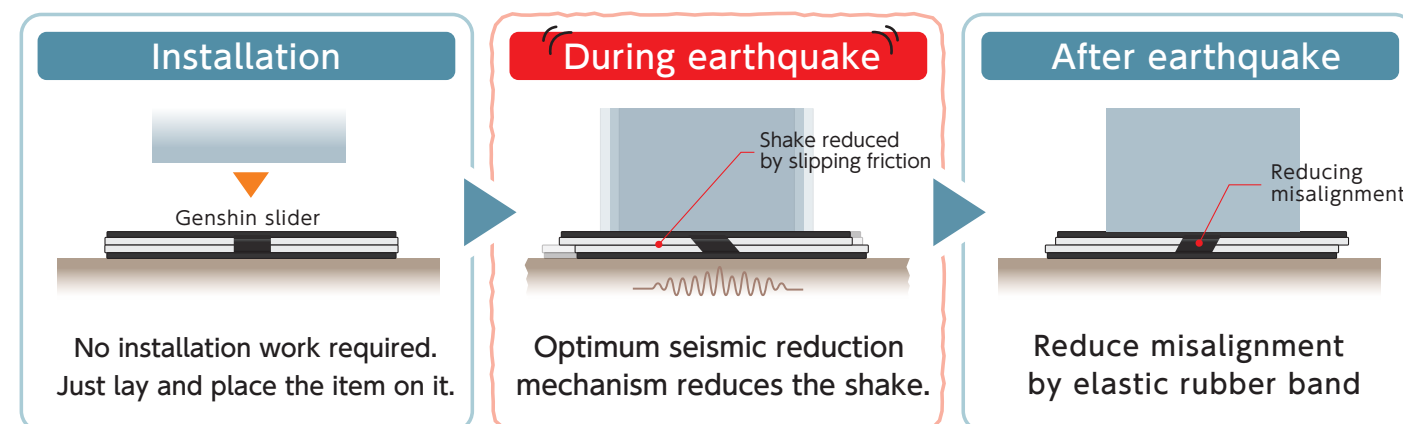 Installation
Genshin slider
No installation work required.
Just lay and place the item on it.
During earthquake
Shake reduced
by slipping friction
Optimum seismic reduction
mechanism reduces the shake.
After earthquake
Reducing
misalignment
Reduce misalignment
by elastic rubber band